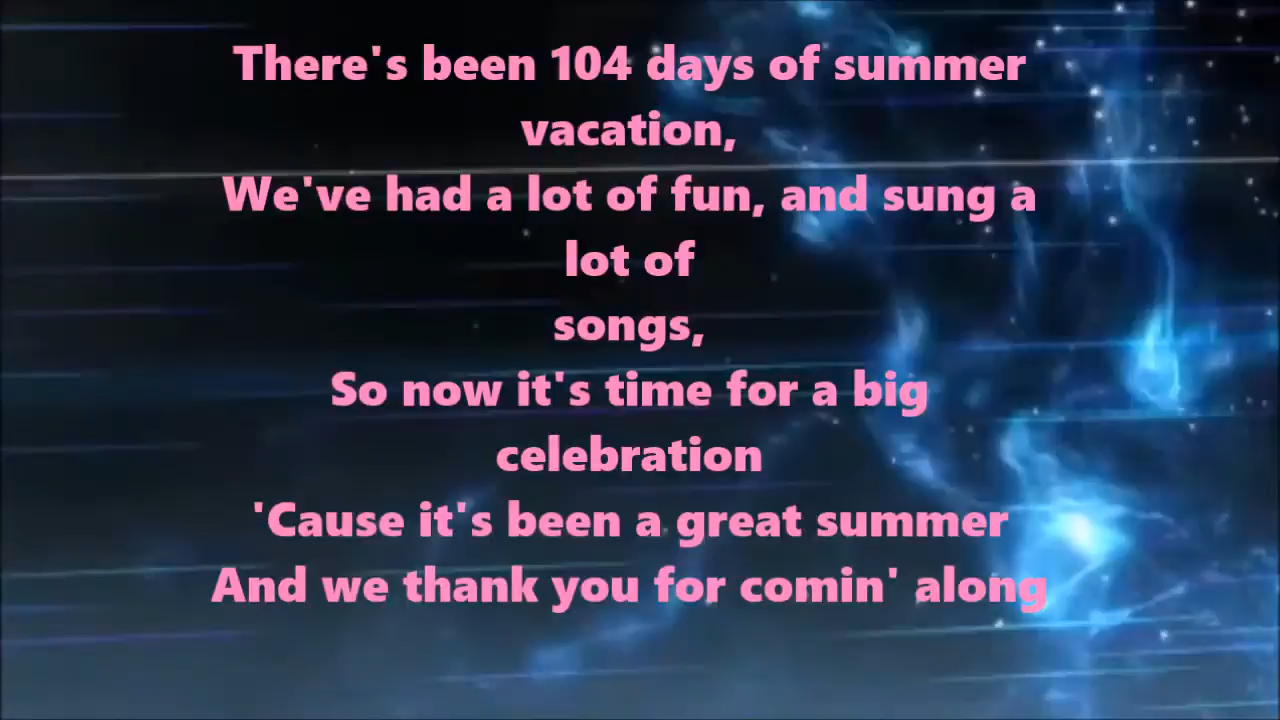 There's been 104 days of summer
vacation,
We've had a lot of fun, and sung a
lot of
songs,
So now it's time for a big
celebration
'Cause it's been a great summer
And we thank you for comin' along